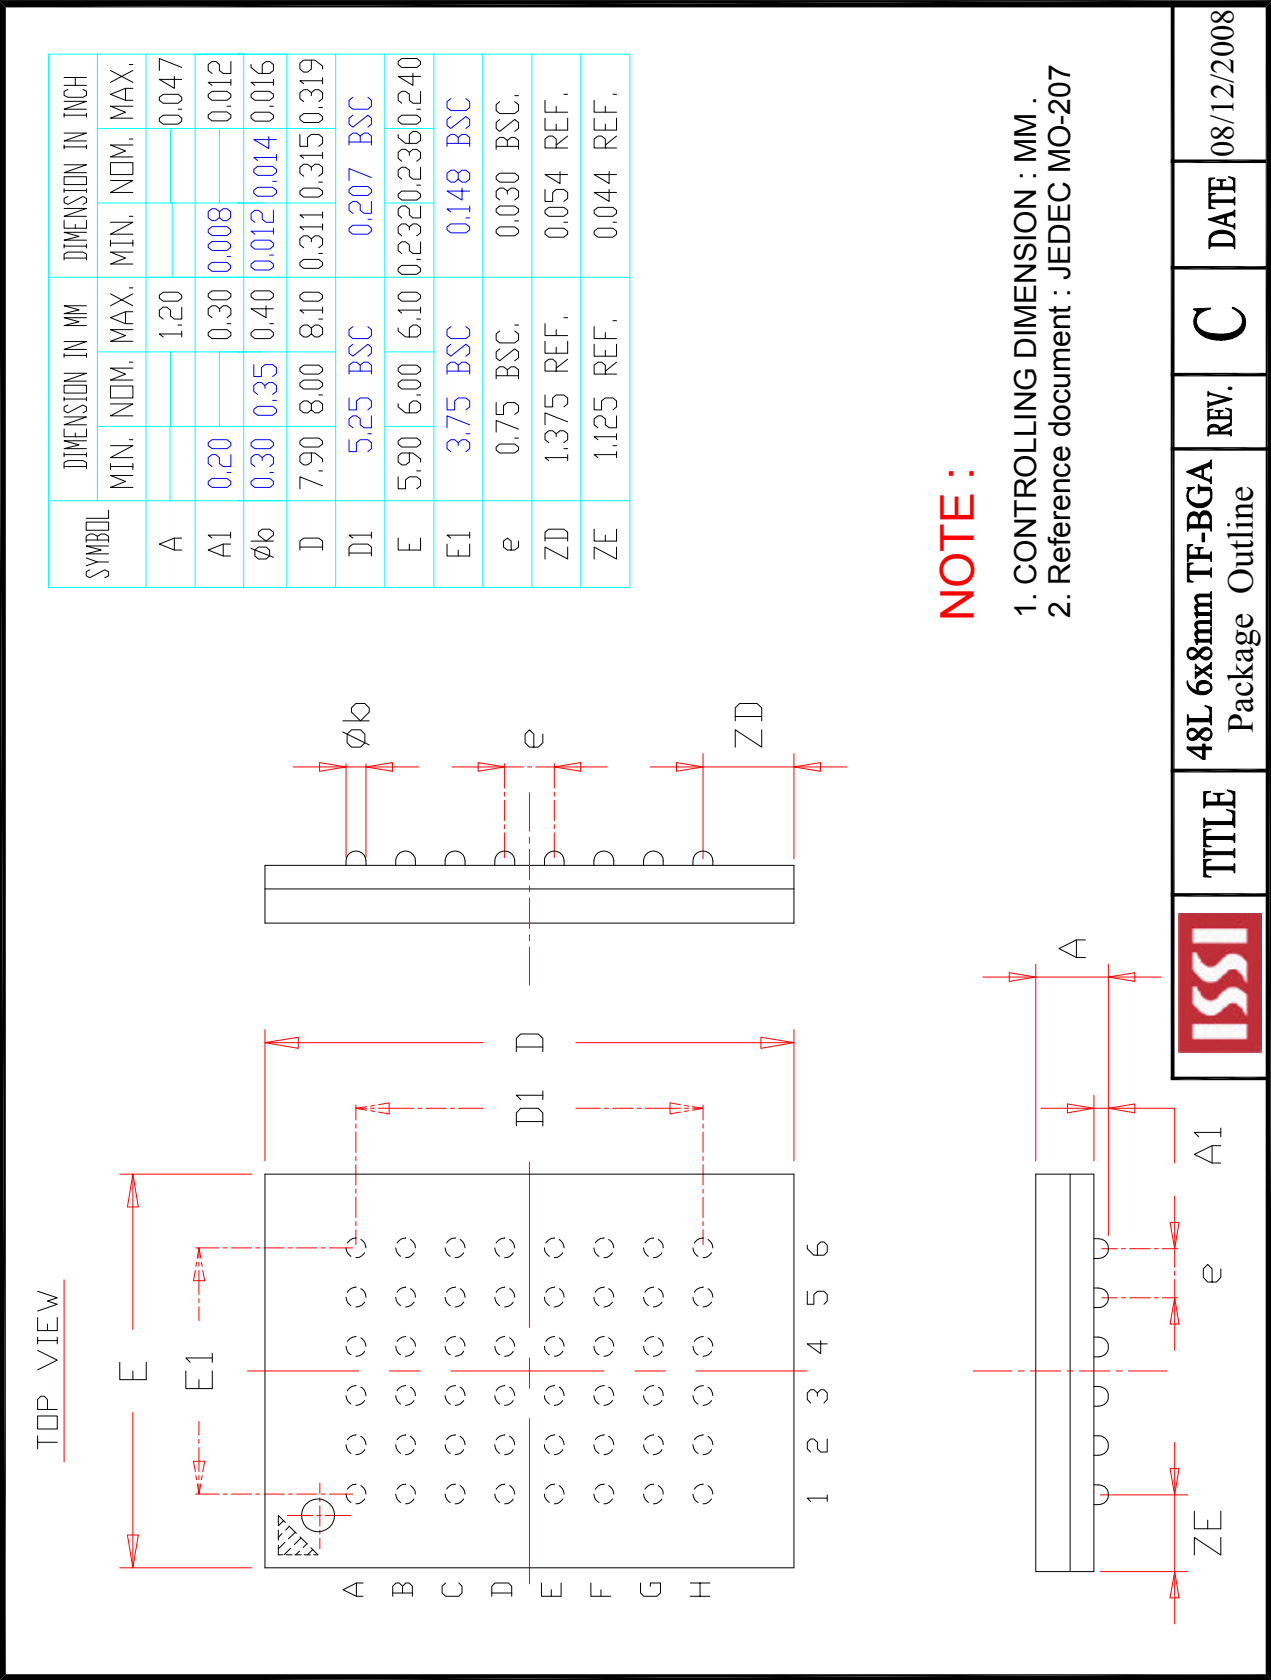 TOP VIEW
E
E1
D
D1
A
B
C
D
E
F
G
H
1 2 3 4 5 6
Øb
e
ZD
A
A1
e
ZE
SYMBOL DIMENSION IN MM DIMENSION IN INCH
MIN. NOM. MAX. MIN. NOM. MAX.
A 1.20 0.047
A1 0.20 0.30 0.008 0.012
Øb 0.30 0.35 0.40 0.012 0.014 0.016
D 7.90 8.00 8.10 0.311 0.315 0.319
D1 5.25 BSC 0.207 BSC
E 5.90 6.00 6.10 0.232 0.236 0.240
E1 3.75 BSC 0.148 BSC
e 0.75 BSC. 0.030 BSC.
ZD 1.375 REF. 0.054 REF.
ZE 1.125 REF. 0.044 REF.
NOTE :
1. CONTROLLING DIMENSION : MM .
2. Reference document : JEDEC MO-207
ISSI
TITLE
48L 6x8mm TF-BGA
Package Outline
REV.
C
DATE
08/12/2008